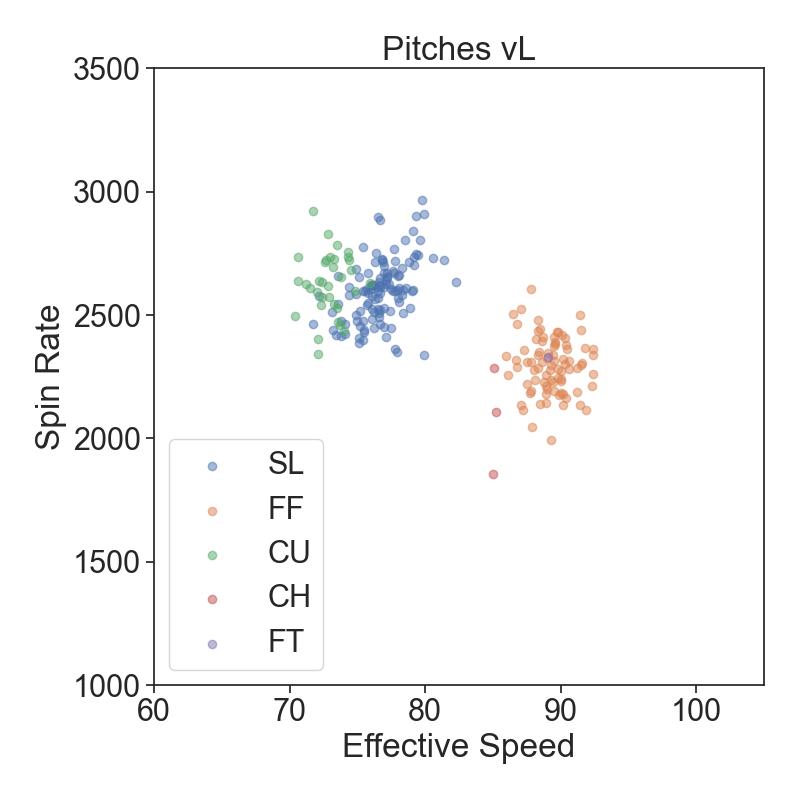 Pitches vL
3500
3000
2500
2000
1500
1000
Spin Rate
SL
FF
CU
CH
FT
60 70 80 90 100
Effective Speed